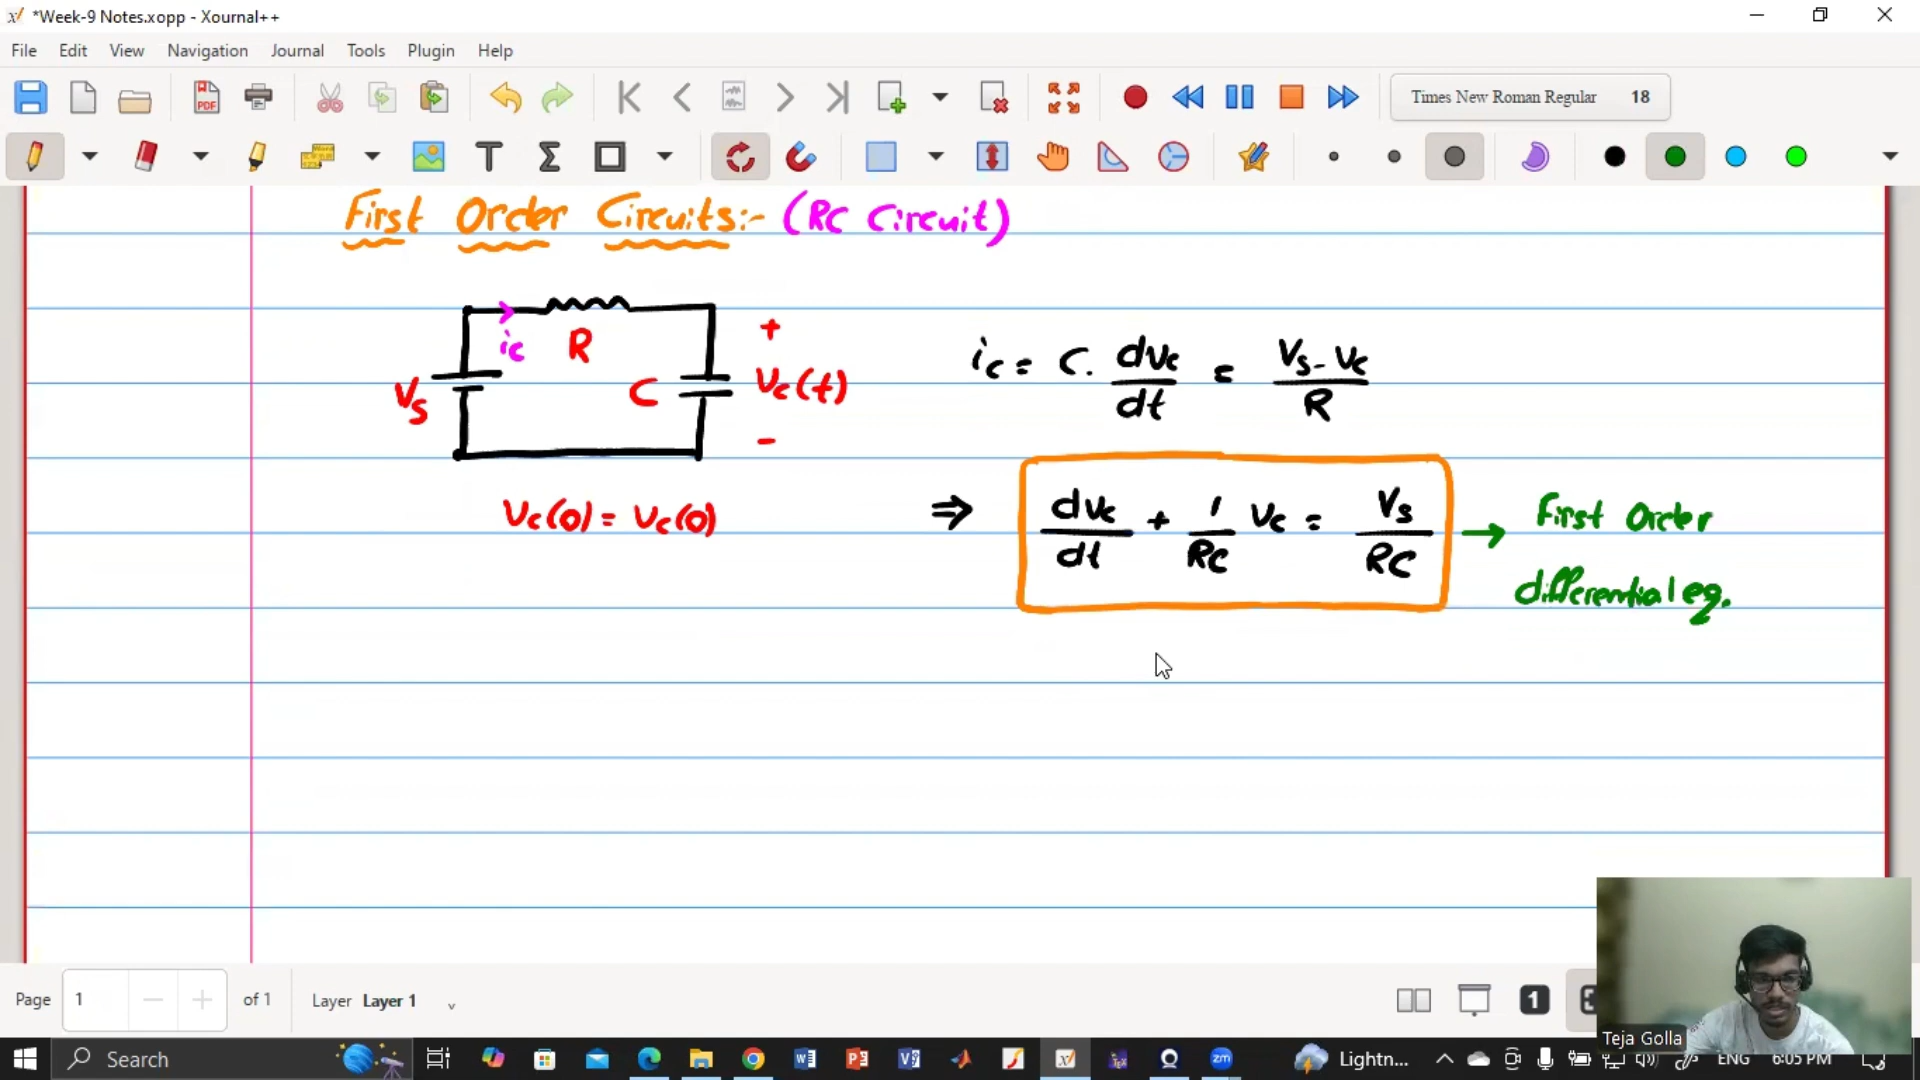 *Week-9 Notes.xopp - Xournal++
File Edit View Navigation Journal Tools Plugin Help
Times New Roman Regular 18
First Order Circuits:- (RC Circuit)
ic R
Vs C + Vc(t) -
Vc(0) = Vc(0)
ic = C. dvc/dt = Vs - Vc/R
⇒ dvc/dt + 1/RC vc = Vs/RC → First Order
differential eq.
Page 1 of 1 Layer Layer 1
1
Teja Golla
Search
Lightn... ENG 6:05 PM